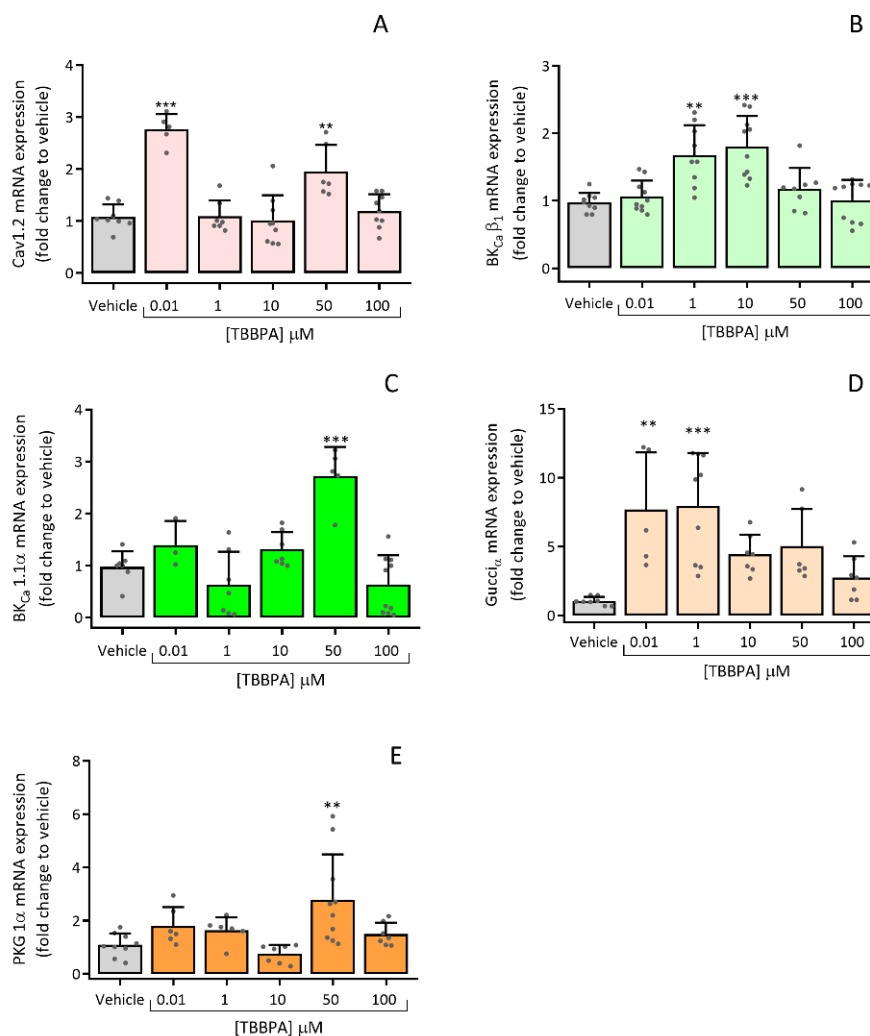 A
Cav1.2 mRNA expression
(fold change to vehicle)
4
3
2
1
0
***
**
Vehicle 0.01 1 10 50 100
[TBBPA] μM
B
BKCa β1 mRNA expression
(fold change to vehicle)
3
2
1
0
**
***
Vehicle 0.01 1 10 50 100
[TBBPA] μM
C
BKCa 1.1α mRNA expression
(fold change to vehicle)
4
3
2
1
0
***
Vehicle 0.01 1 10 50 100
[TBBPA] μM
D
Gucciα mRNA expression
(fold change to vehicle)
15
10
5
0
**
***
Vehicle 0.01 1 10 50 100
[TBBPA] μM
E
PKG 1α mRNA expression
(fold change to vehicle)
8
6
4
2
0
**
Vehicle 0.01 1 10 50 100
[TBBPA] μM